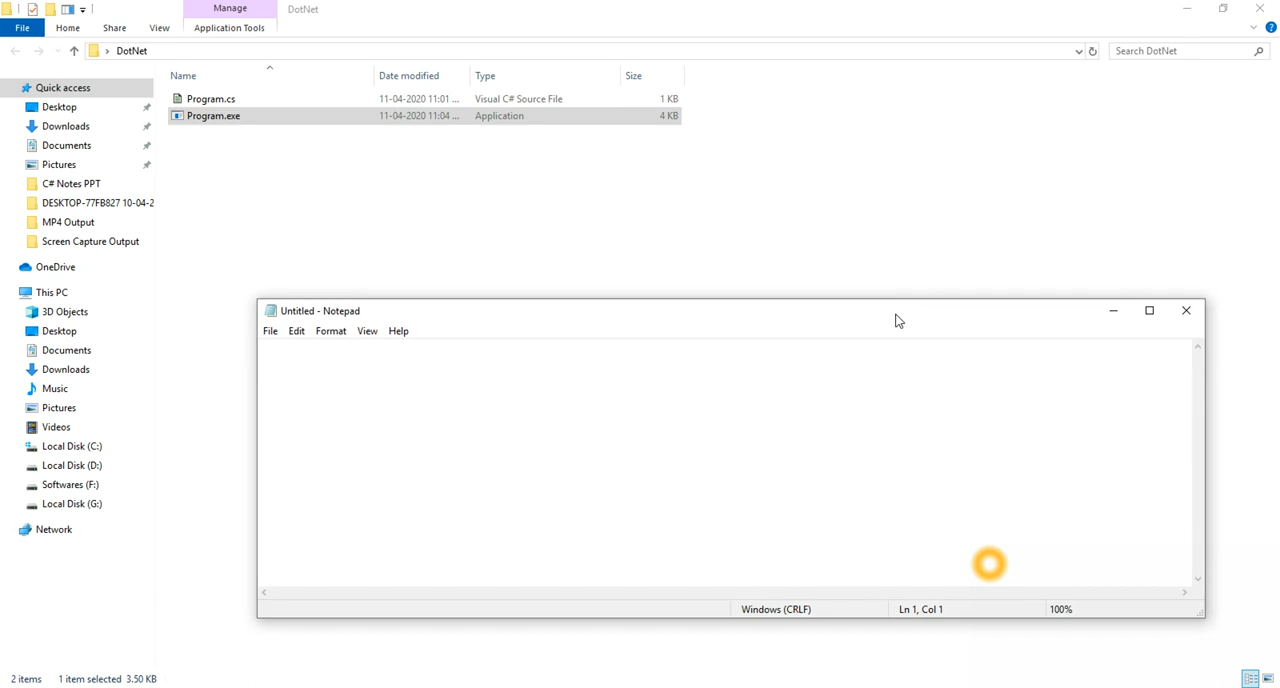 Manage
DotNet
File
Home
Share
View
Application Tools
DotNet
Search DotNet
Name
Date modified
Type
Size
Program.cs
11-04-2020 11:01 ...
Visual C# Source File
1 KB
Program.exe
11-04-2020 11:04 ...
Application
4 KB
Quick access
Desktop
Downloads
Documents
Pictures
C# Notes PPT
DESKTOP-77FB827 10-04-2
MP4 Output
Screen Capture Output
OneDrive
This PC
3D Objects
Desktop
Documents
Downloads
Music
Pictures
Videos
Local Disk (C:)
Local Disk (D:)
Softwares (F:)
Local Disk (G:)
Network
Untitled - Notepad
File
Edit
Format
View
Help
Windows (CRLF)
Ln 1, Col 1
100%
2 items
1 item selected 3.50 KB